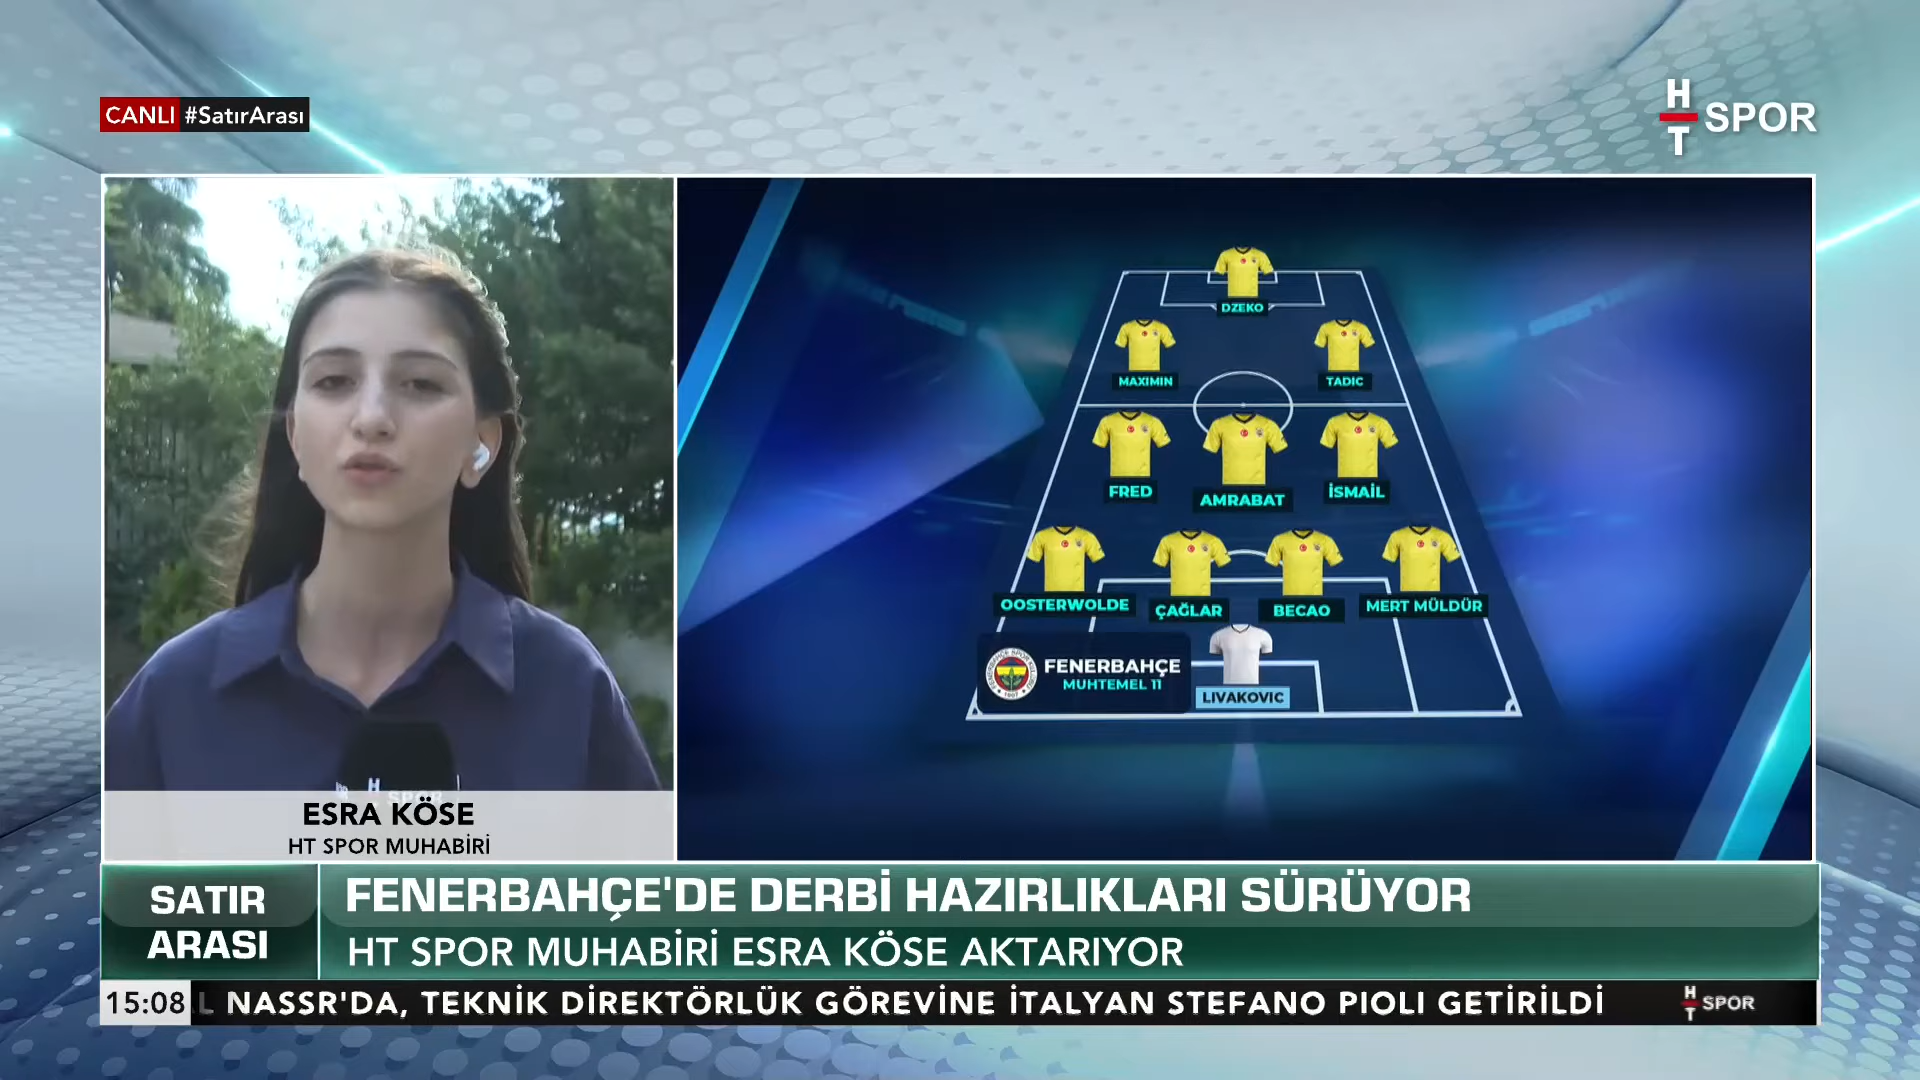 CANLI #SatırArası
HT SPOR
DZEKO
MAXIMIN
TADIC
FRED
AMRABAT
İSMAİL
OOSTERWOLDE
ÇAĞLAR
BECAO
MERT MÜLDÜR
FENERBAHÇE
MUHTEMEL 11
LIVAKOVIC
ESRA KÖSE
HT SPOR MUHABİRİ
SATIR
ARASI
FENERBAHÇE'DE DERBİ HAZIRLIKLARI SÜRÜYOR
HT SPOR MUHABİRİ ESRA KÖSE AKTARIYOR
15:08
L NASSR'DA, TEKNİK DİREKTÖRLÜK GÖREVİNE İTALYAN STEFANO PIOLI GETİRİLDİ
HT SPOR